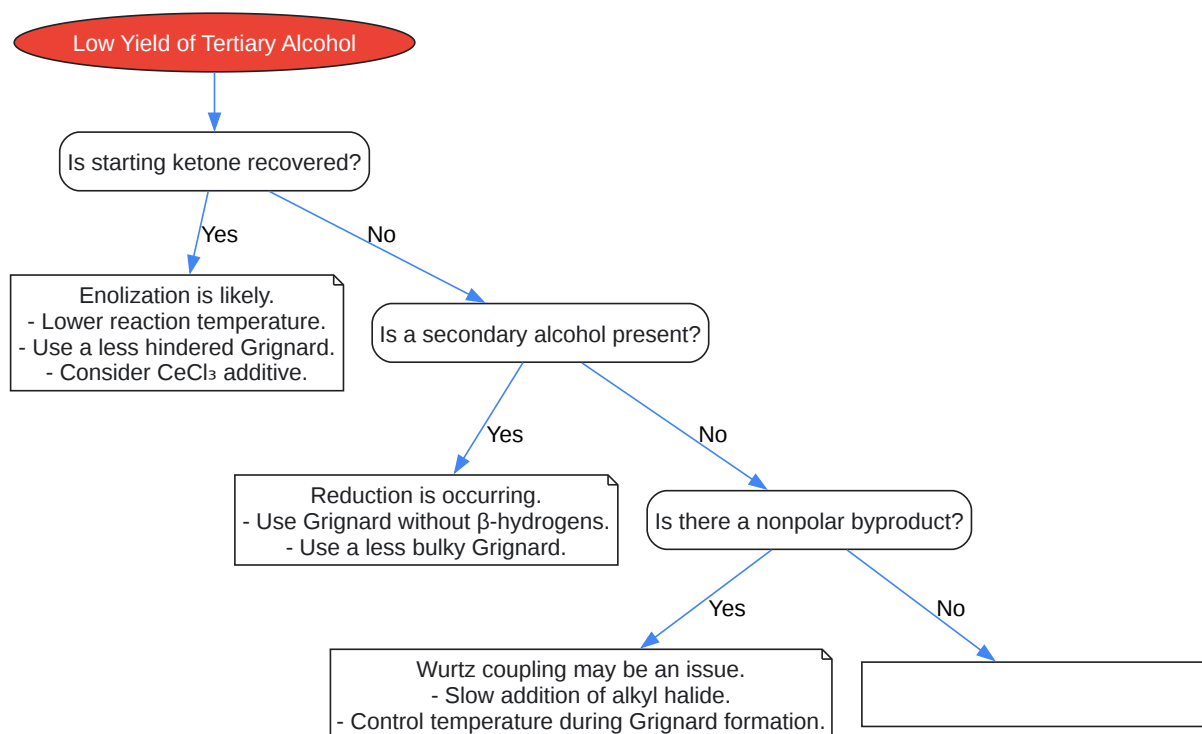 Low Yield of Tertiary Alcohol
Is starting ketone recovered?
Yes
No
Enolization is likely.
- Lower reaction temperature.
- Use a less hindered Grignard.
- Consider CeCl₃ additive.
Is a secondary alcohol present?
Yes
No
Reduction is occurring.
- Use Grignard without β-hydrogens.
- Use a less bulky Grignard.
Is there a nonpolar byproduct?
Yes
No
Wurtz coupling may be an issue.
- Slow addition of alkyl halide.
- Control temperature during Grignard formation.